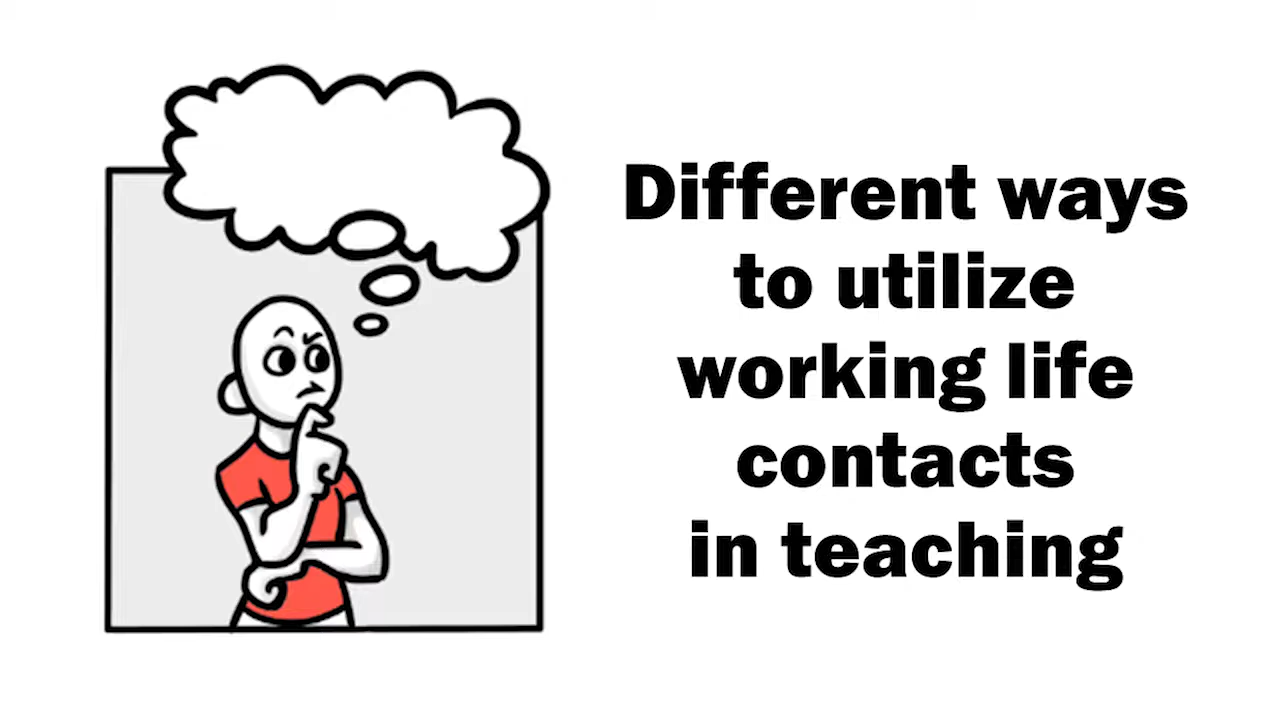 Different ways
to utilize
working life
contacts
in teaching